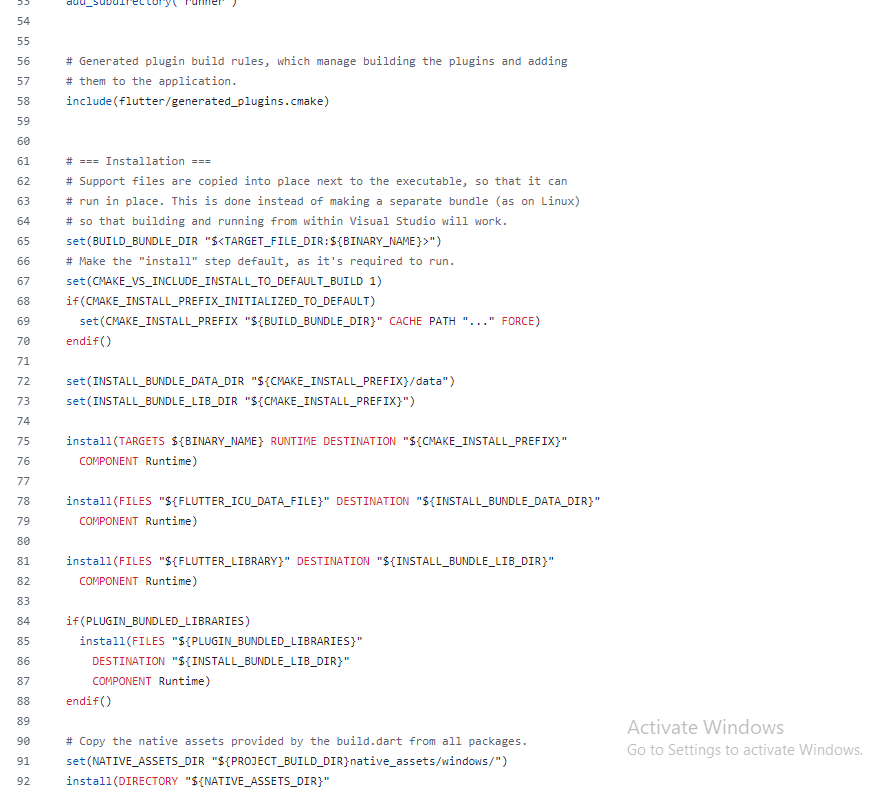 53 add_subdirectory("runner")
54
55
56 # Generated plugin build rules, which manage building the plugins and adding
57 # them to the application.
58 include(flutter/generated_plugins.cmake)
59
60
61 # === Installation ===
62 # Support files are copied into place next to the executable, so that it can
63 # run in place. This is done instead of making a separate bundle (as on Linux)
64 # so that building and running from within Visual Studio will work.
65 set(BUILD_BUNDLE_DIR "$<TARGET_FILE_DIR:${BINARY_NAME}>")
66 # Make the "install" step default, as it's required to run.
67 set(CMAKE_VS_INCLUDE_INSTALL_TO_DEFAULT_BUILD 1)
68 if(CMAKE_INSTALL_PREFIX_INITIALIZED_TO_DEFAULT)
69   set(CMAKE_INSTALL_PREFIX "${BUILD_BUNDLE_DIR}" CACHE PATH "..." FORCE)
70 endif()
71
72 set(INSTALL_BUNDLE_DATA_DIR "${CMAKE_INSTALL_PREFIX}/data")
73 set(INSTALL_BUNDLE_LIB_DIR "${CMAKE_INSTALL_PREFIX}")
74
75 install(TARGETS ${BINARY_NAME} RUNTIME DESTINATION "${CMAKE_INSTALL_PREFIX}"
76   COMPONENT Runtime)
77
78 install(FILES "${FLUTTER_ICU_DATA_FILE}" DESTINATION "${INSTALL_BUNDLE_DATA_DIR}"
79   COMPONENT Runtime)
80
81 install(FILES "${FLUTTER_LIBRARY}" DESTINATION "${INSTALL_BUNDLE_LIB_DIR}"
82   COMPONENT Runtime)
83
84 if(PLUGIN_BUNDLED_LIBRARIES)
85   install(FILES "${PLUGIN_BUNDLED_LIBRARIES}"
86     DESTINATION "${INSTALL_BUNDLE_LIB_DIR}"
87     COMPONENT Runtime)
88 endif()
89
90 # Copy the native assets provided by the build.dart from all packages.
91 set(NATIVE_ASSETS_DIR "${PROJECT_BUILD_DIR}native_assets/windows/")
92 install(DIRECTORY "${NATIVE_ASSETS_DIR}"
Activate Windows
Go to Settings to activate Windows.